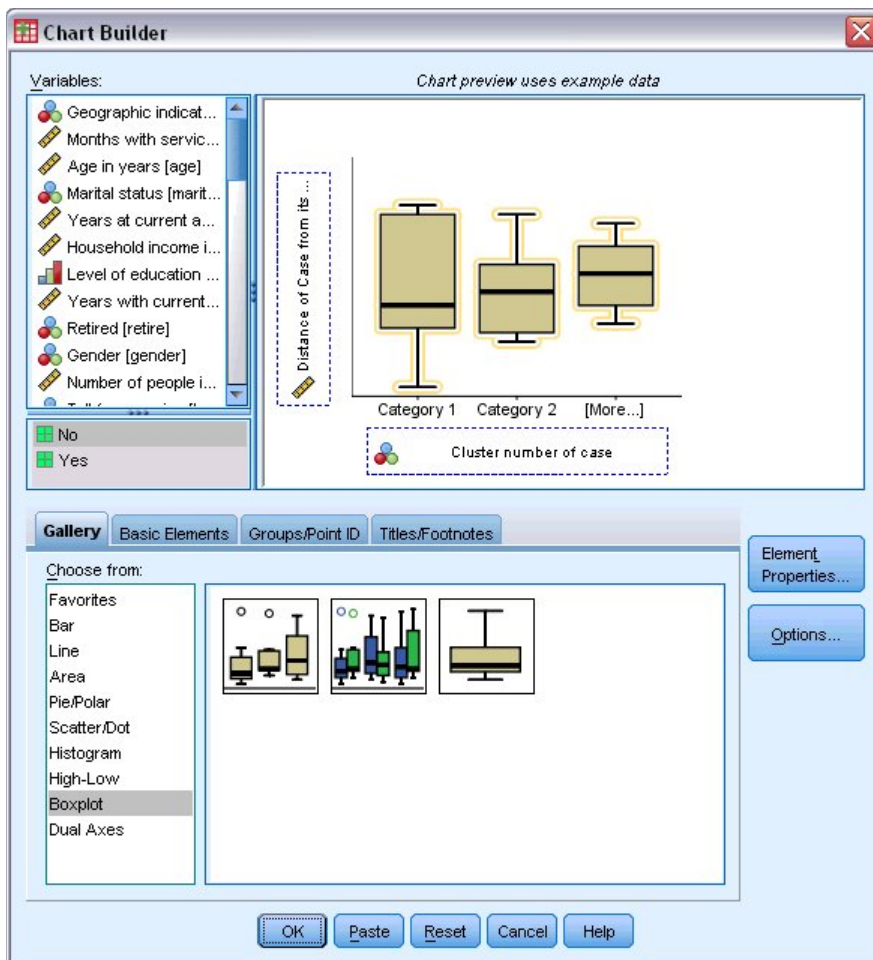 Chart Builder
Variables:
Chart preview uses example data
Geographic indicat...
Months with servic...
Age in years [age]
Marital status [marit...
Years at current a...
Household income i...
Level of education ...
Years with current...
Retired [retire]
Gender [gender]
Number of people i...
No
Yes
Distance of Case from its ...
Category 1 Category 2 [More...]
Cluster number of case
Gallery Basic Elements Groups/Point ID Titles/Footnotes
Choose from:
Favorites
Bar
Line
Area
Pie/Polar
Scatter/Dot
Histogram
High-Low
Boxplot
Dual Axes
Element
Properties...
Options...
OK Paste Reset Cancel Help